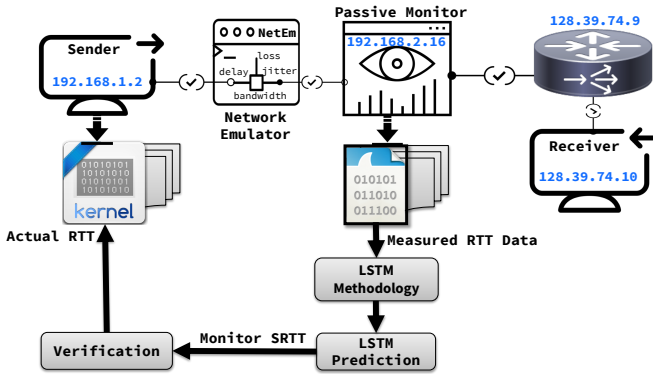 Passive Monitor
128.39.74.9
NetEm
Sender
192.168.2.16
loss
192.168.1.2
delay
jitter
bandwidth
Network
Emulator
Receiver
128.39.74.10
01010101
10101010
01010101
kernel
010101
011010
011100
Actual RTT
Measured RTT Data
LSTM
Methodology
Monitor SRTT
Verification
LSTM
Prediction